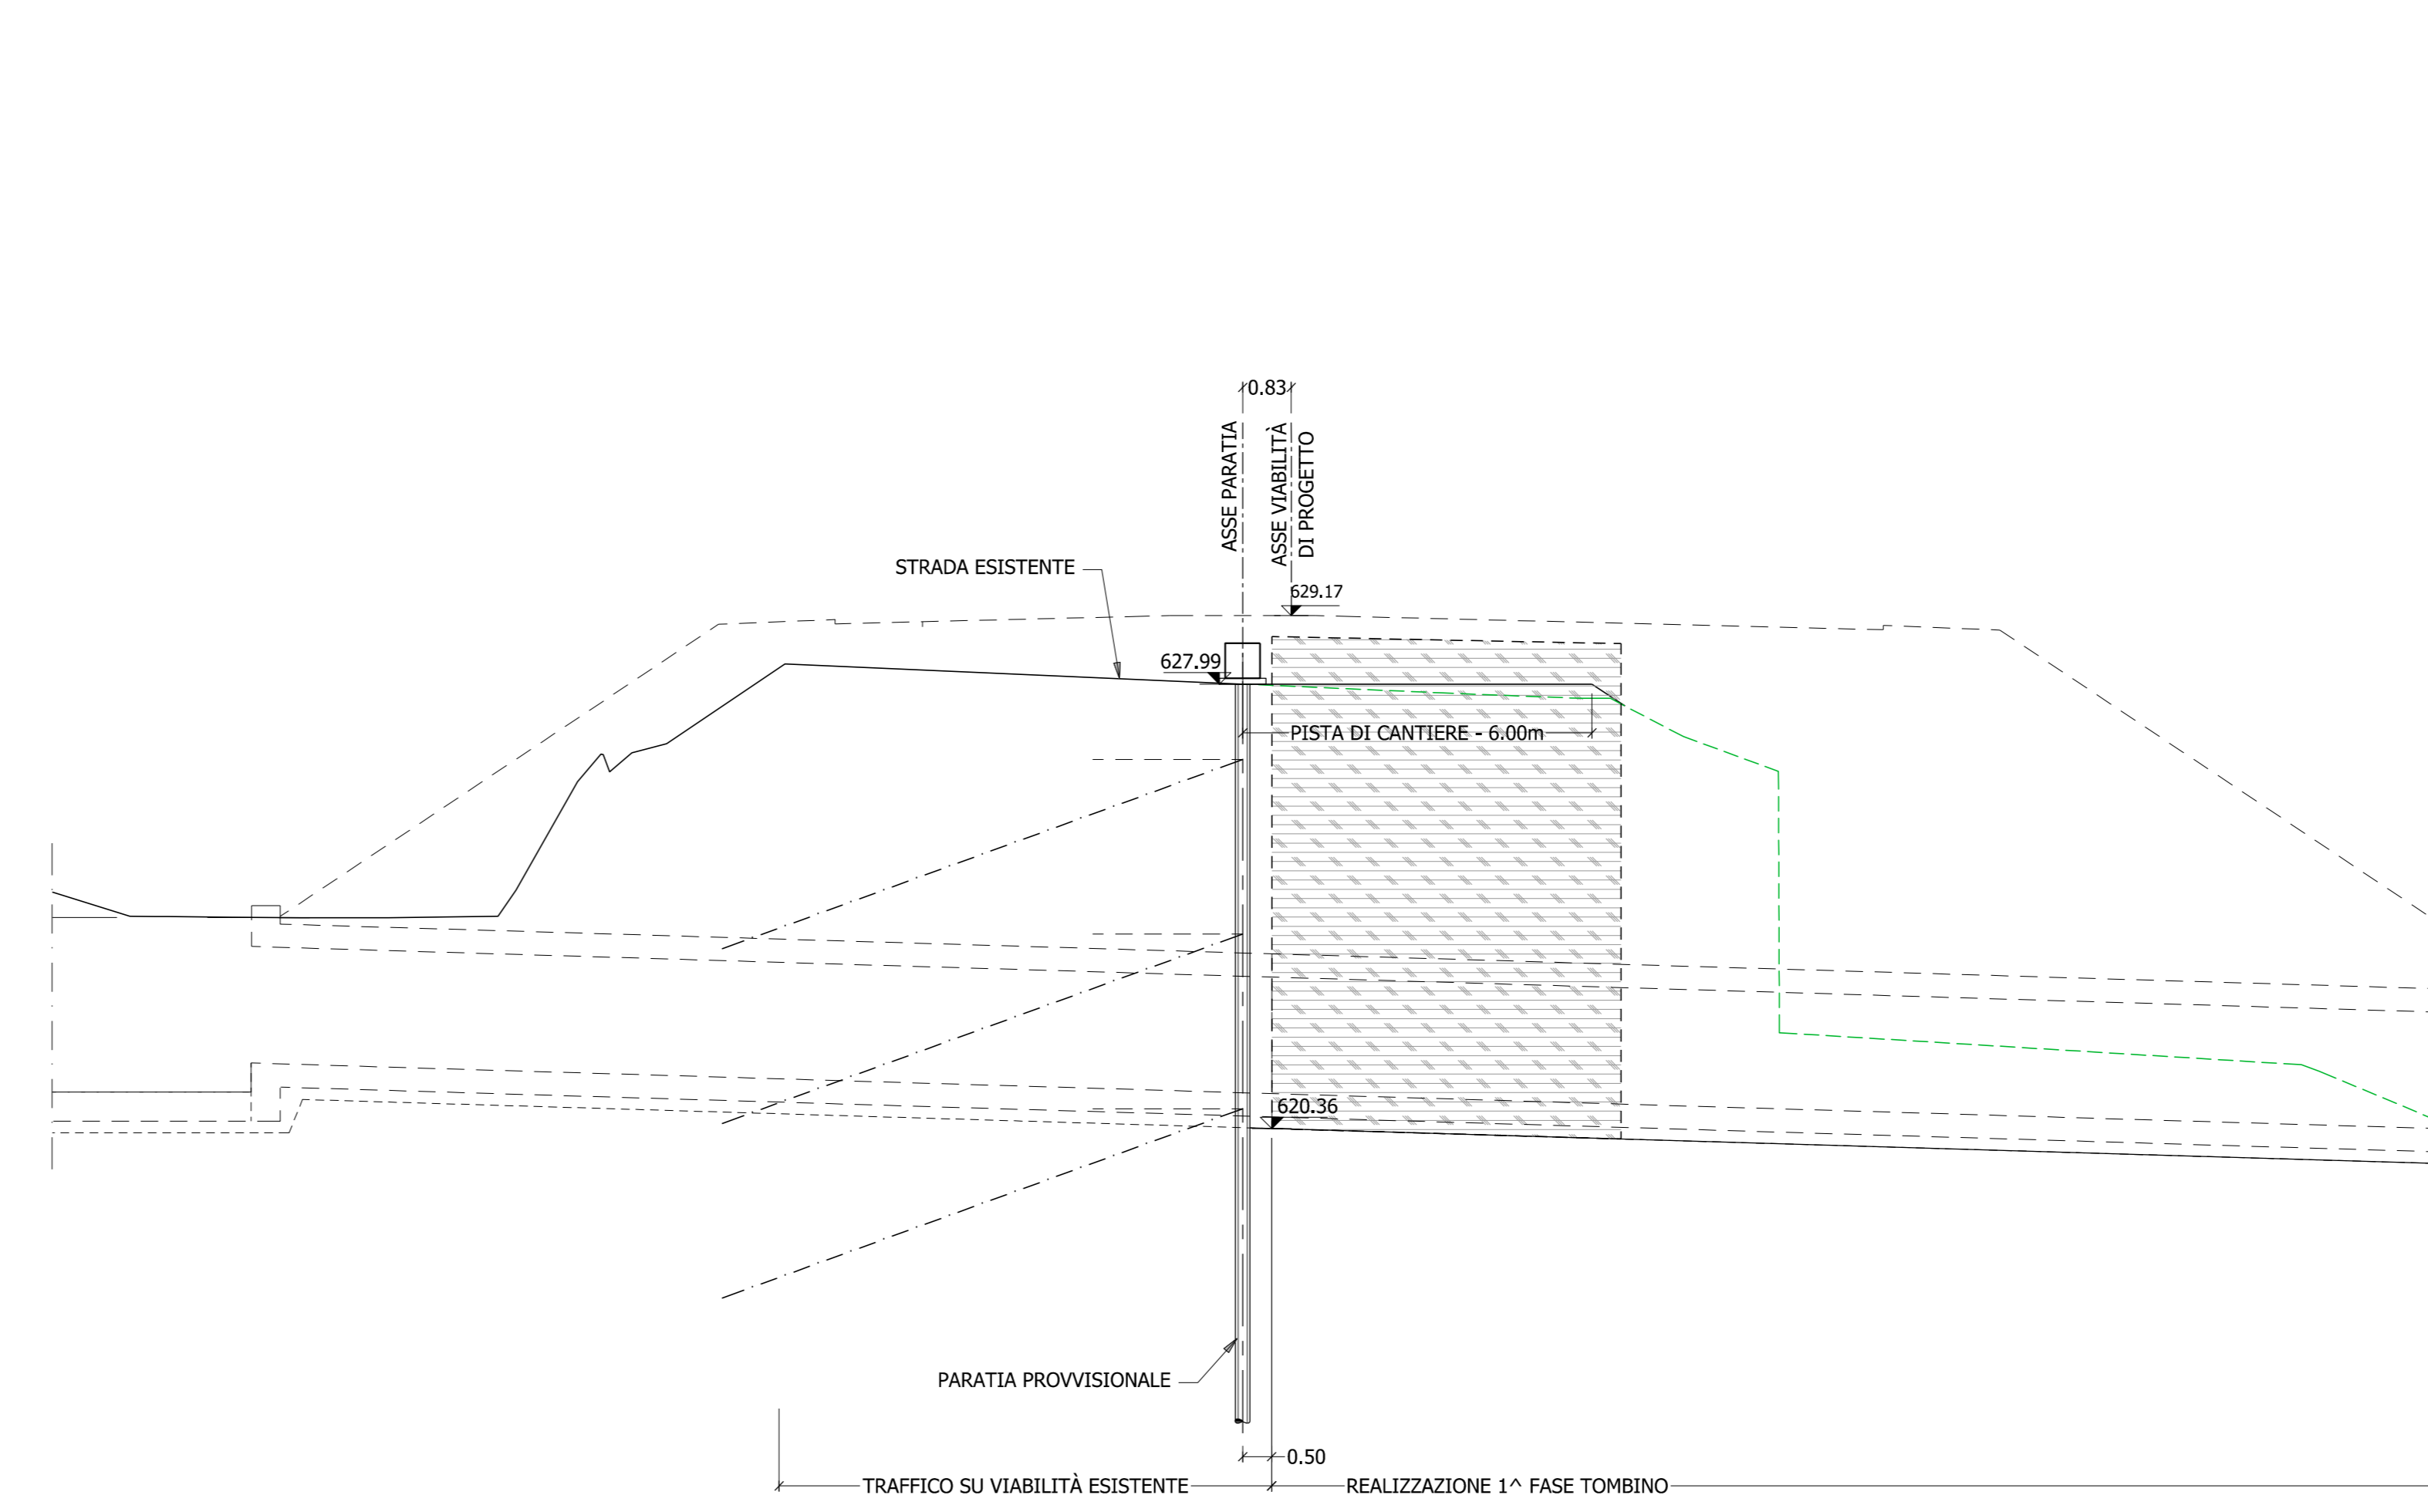 0.83
ASSE PARATIA
ASSE VIABILITÀ
DI PROGETTO
STRADA ESISTENTE
629.17
627.99
PISTA DI CANTIERE - 6.00m
620.36
PARATIA PROVVISIONALE
0.50
TRAFFICO SU VIABILITÀ ESISTENTE
REALIZZAZIONE 1^ FASE TOMBINO